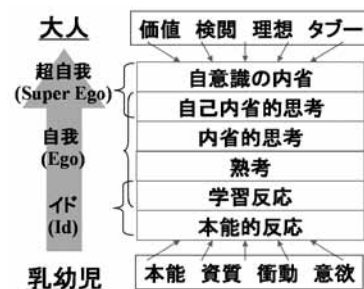 大人
価値 検閲 理想 タブー
超自我
(Super Ego)
自我
(Ego)
イド
(Id)
乳幼児
自意識の内省
自己内省的思考
内省的思考
熟考
学習反応
本能的反応
本能 資質 衝動 意欲